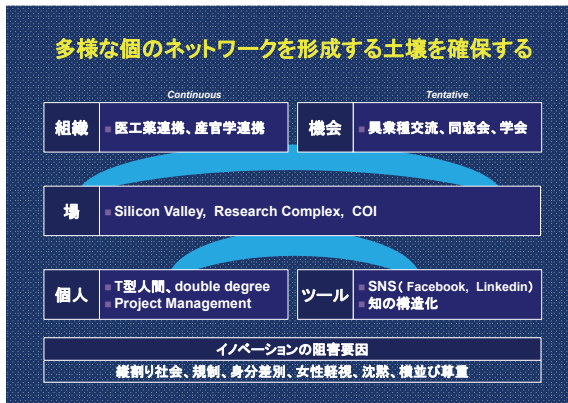 多様な個のネットワークを形成する土壌を確保する
Continuous
Tentative
組織
■医工薬連携、産官学連携
機会
■異業種交流、同窓会、学会
場
■Silicon Valley, Research Complex, COI
個人
■T型人間、double degree
■Project Management
ツール
■SNS( Facebook, Linkedin)
■知の構造化
イノベーションの阻害要因
縦割り社会、規制、身分差別、女性軽視、沈黙、横並び尊重